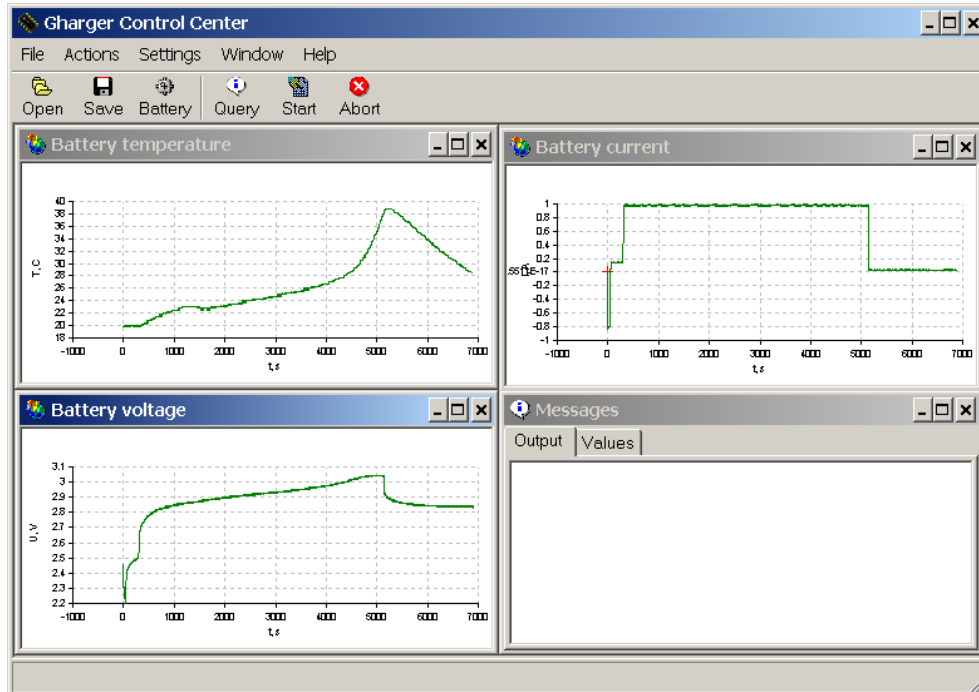 Gharger Control Center
File Actions Settings Window Help
Open Save Battery Query Start Abort
Battery temperature
40
38
36
34
32
30
28
26
24
22
20
18
T, C
-1000 0 1000 2000 3000 4000 5000 6000 7000
t,s
Battery current
1
0.8
0.6
0.4
0.2
-0.2
-0.4
-0.6
-0.8
-1
-1000 0 1000 2000 3000 4000 5000 6000 7000
t,s
Battery voltage
3.1
3
2.9
2.8
2.7
2.6
2.5
2.4
2.3
2.2
U, V
-1000 0 1000 2000 3000 4000 5000 6000 7000
t,s
Messages
Output Values